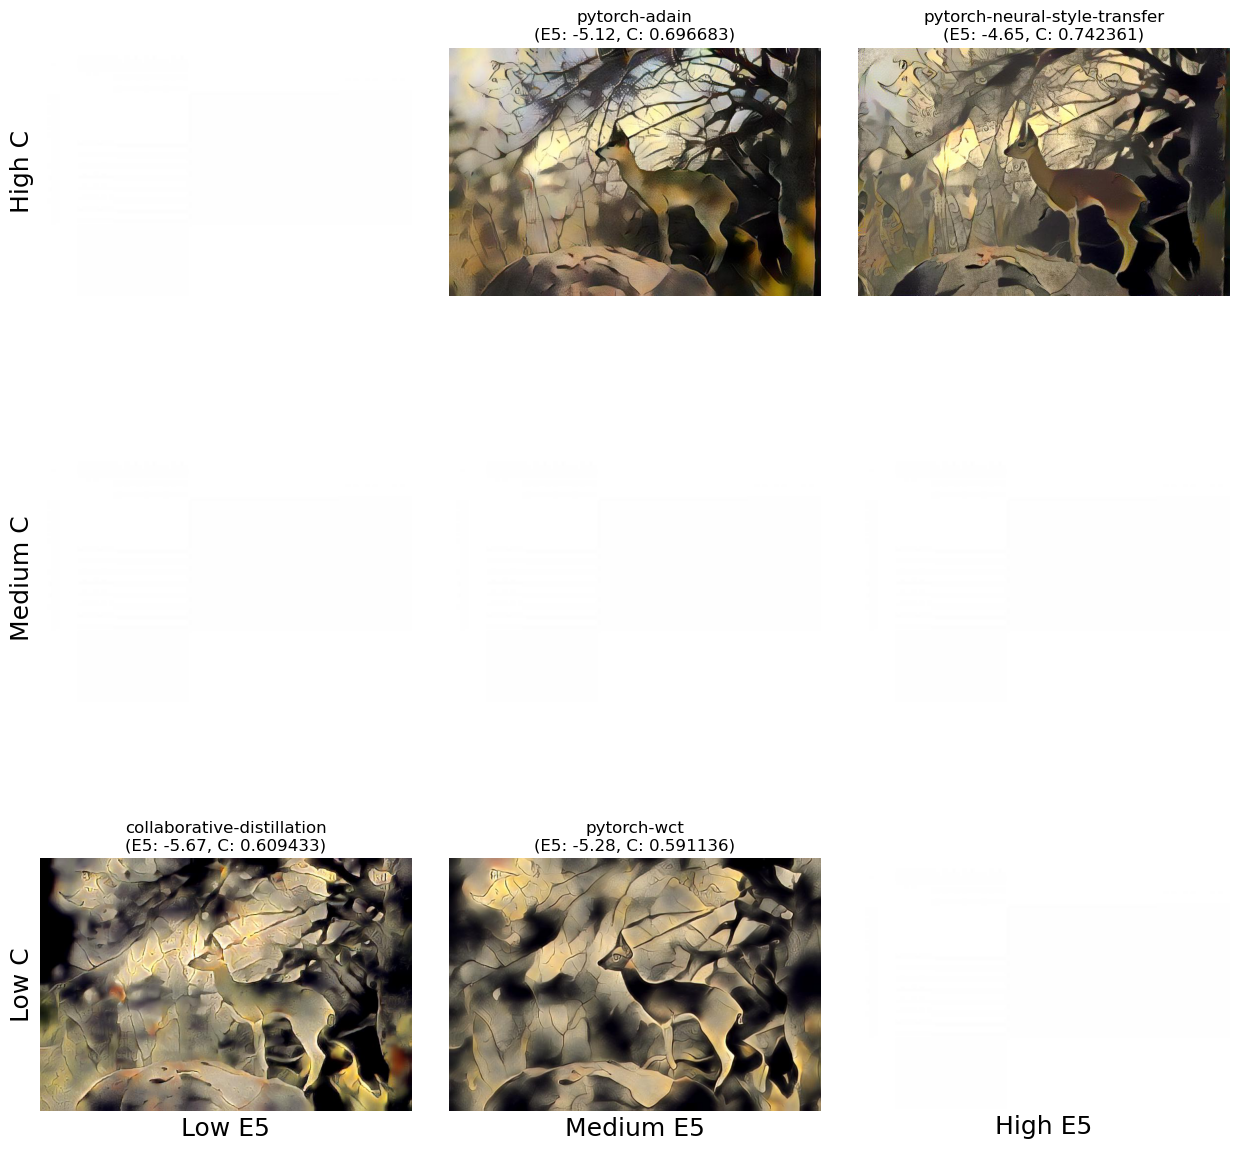 pytorch-adain
(E5: -5.12, C: 0.696683)
pytorch-neural-style-transfer
(E5: -4.65, C: 0.742361)
High C
Medium C
collaborative-distillation
(E5: -5.67, C: 0.609433)
pytorch-wct
(E5: -5.28, C: 0.591136)
Low C
Low E5
Medium E5
High E5